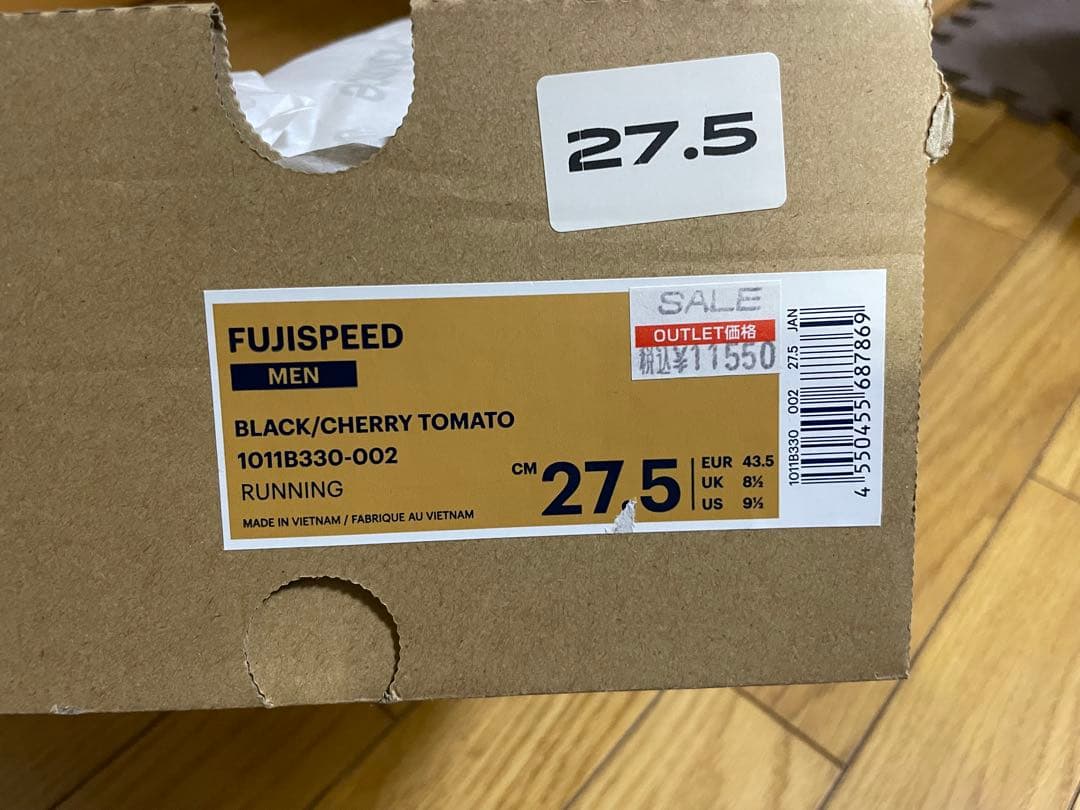 27.5
FUJISPEED
MEN
BLACK/CHERRY TOMATO
1011B330-002
RUNNING
MADE IN VIETNAM / FABRIQUE AU VIETNAM
CM 27.5
EUR 43.5
UK 8½
US 9½
SALE
OUTLET価格
税込¥11550
1011B330 002 27.5 JAN
4 550455 687869